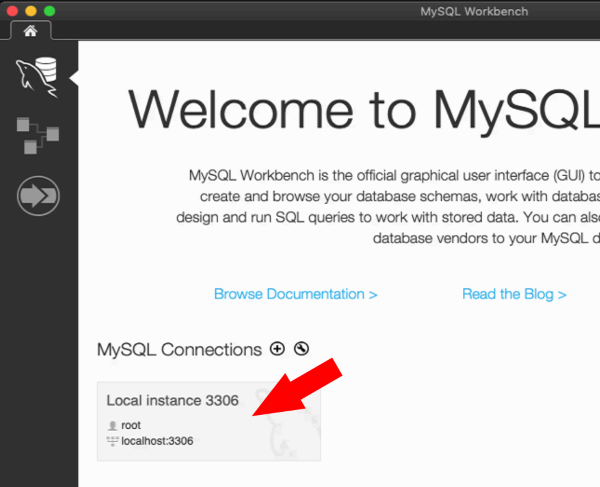 MySQL Workbench
Welcome to MySQL
MySQL Workbench is the official graphical user interface (GUI) to
create and browse your database schemas, work with databas
design and run SQL queries to work with stored data. You can also
database vendors to your MySQL d
Browse Documentation > Read the Blog >
MySQL Connections
Local instance 3306
root
localhost:3306